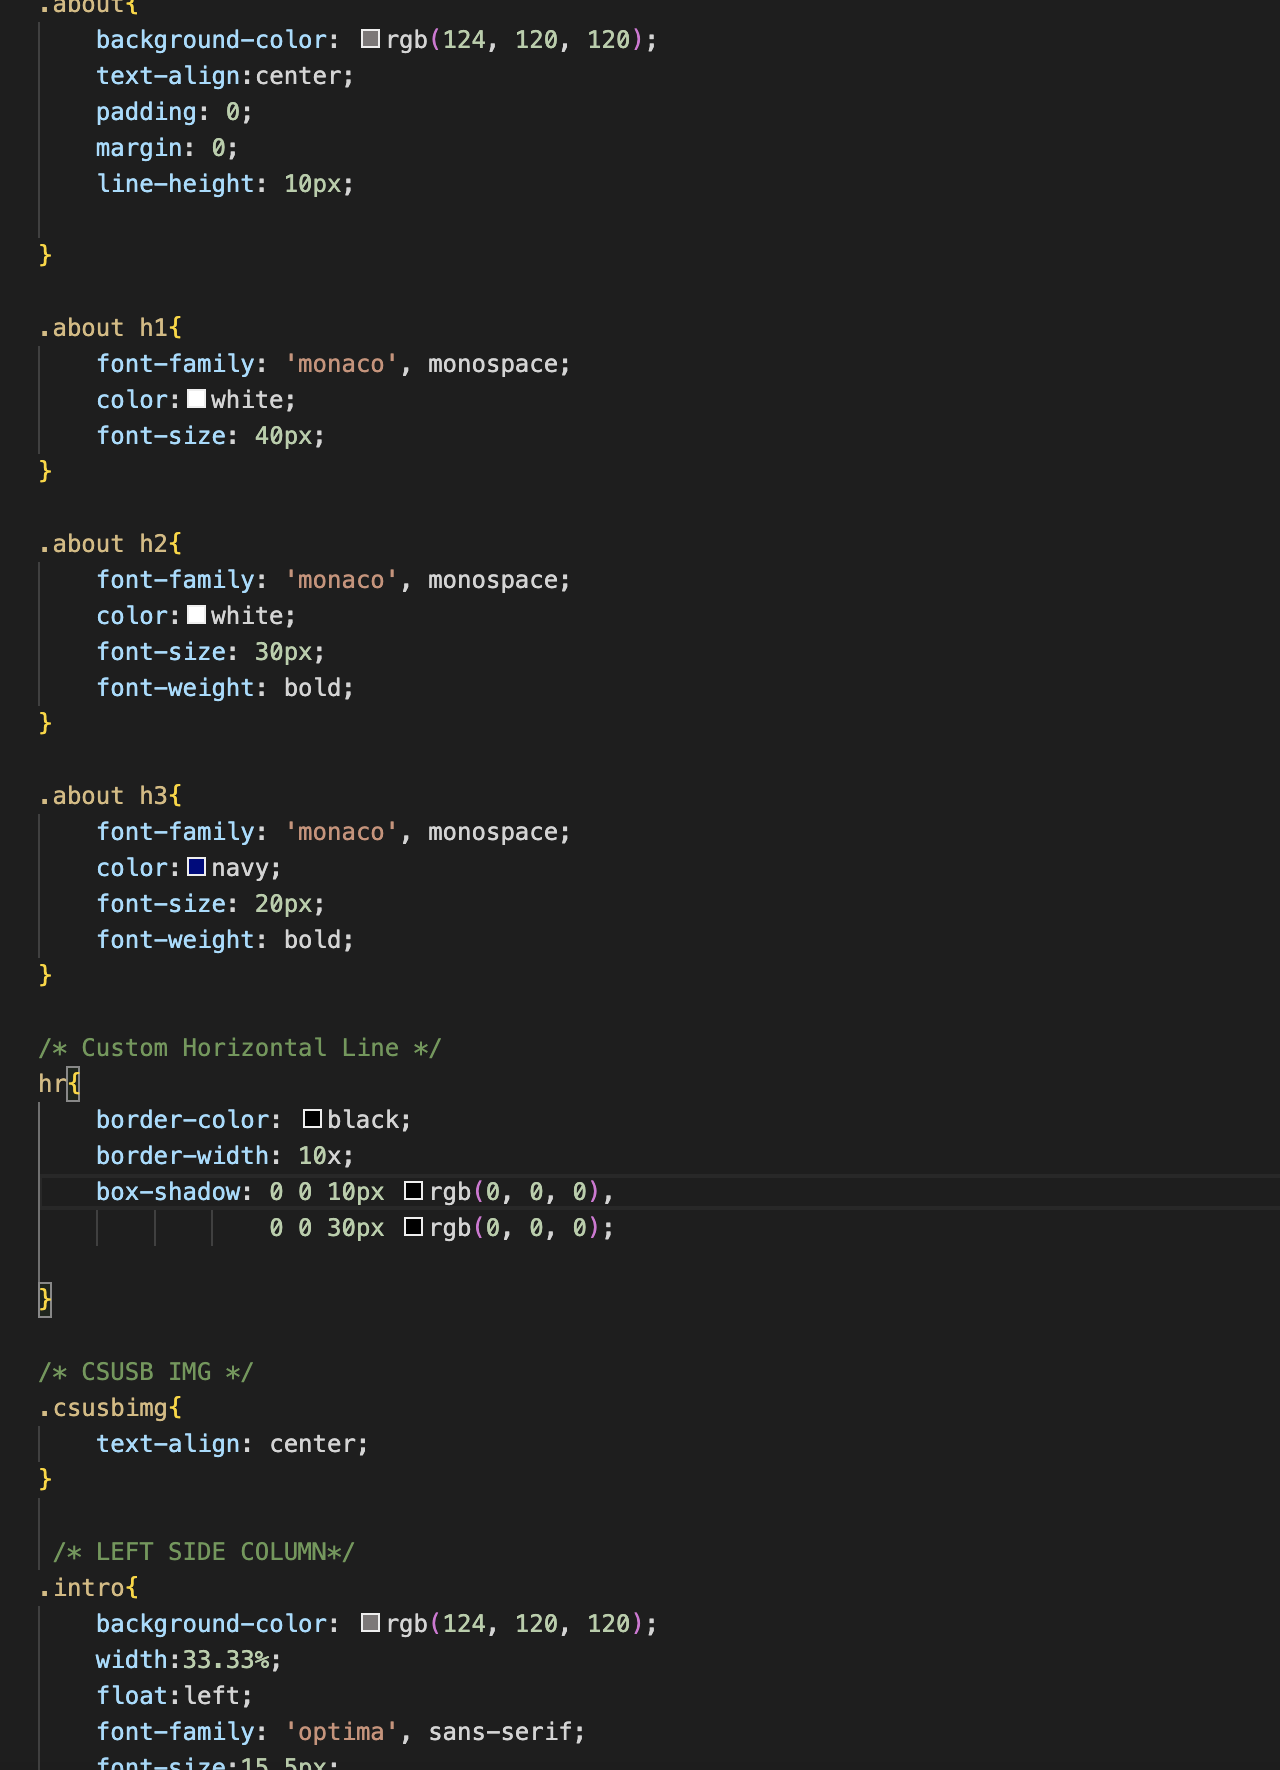 .about{
    background-color: rgb(124, 120, 120);
    text-align:center;
    padding: 0;
    margin: 0;
    line-height: 10px;
}
.about h1{
    font-family: 'monaco', monospace;
    color:white;
    font-size: 40px;
}
.about h2{
    font-family: 'monaco', monospace;
    color:white;
    font-size: 30px;
    font-weight: bold;
}
.about h3{
    font-family: 'monaco', monospace;
    color:navy;
    font-size: 20px;
    font-weight: bold;
}
/* Custom Horizontal Line */
hr{
    border-color: black;
    border-width: 10x;
    box-shadow: 0 0 10px rgb(0, 0, 0),
                0 0 30px rgb(0, 0, 0);
}
/* CSUSB IMG */
.csusbimg{
    text-align: center;
}
 /* LEFT SIDE COLUMN*/
.intro{
    background-color: rgb(124, 120, 120);
    width:33.33%;
    float:left;
    font-family: 'optima', sans-serif;
    font-size:15.5px;